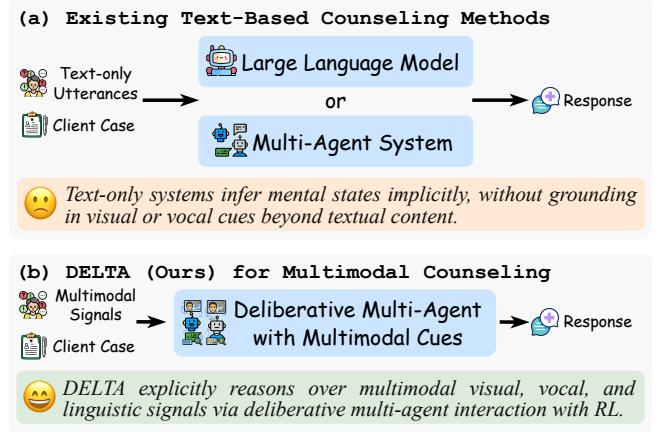 (a) Existing Text-Based Counseling Methods
Text-only
Utterances
Client Case
Large Language Model
or
Multi-Agent System
Response
Text-only systems infer mental states implicitly, without grounding
in visual or vocal cues beyond textual content.
(b) DELTA (Ours) for Multimodal Counseling
Multimodal
Signals
Client Case
Deliberative Multi-Agent
with Multimodal Cues
Response
DELTA explicitly reasons over multimodal visual, vocal, and
linguistic signals via deliberative multi-agent interaction with RL.